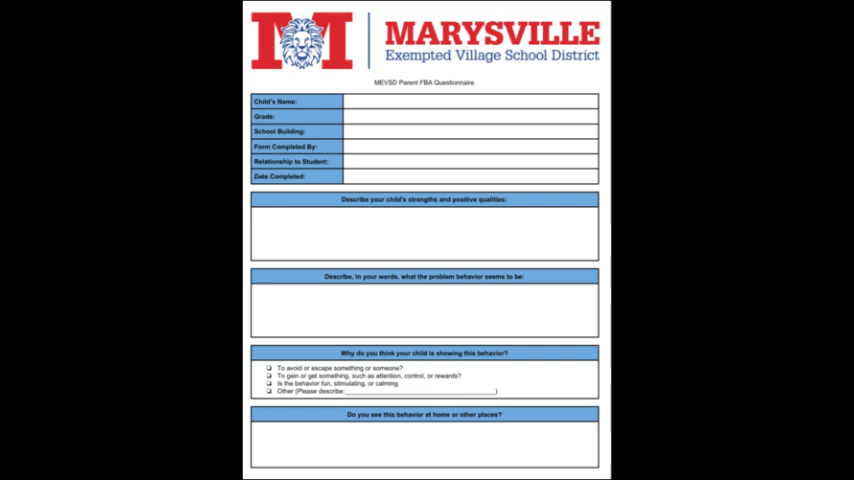 M
MARYSVILLE
Exempted Village School District
MEVSD Parent FBA Questionnaire
Child's Name:
Grade:
School Building:
Form Completed By:
Relationship to Student:
Date Completed:
Describe your child's strengths and positive qualities:
Describe, in your words, what the problem behavior seems to be:
Why do you think your child is showing this behavior?
To avoid or escape something or someone?
To gain or get something, such as attention, control, or rewards?
Is the behavior fun, stimulating, or calming
Other (Please describe:_______________________________________)
Do you see this behavior at home or other places?